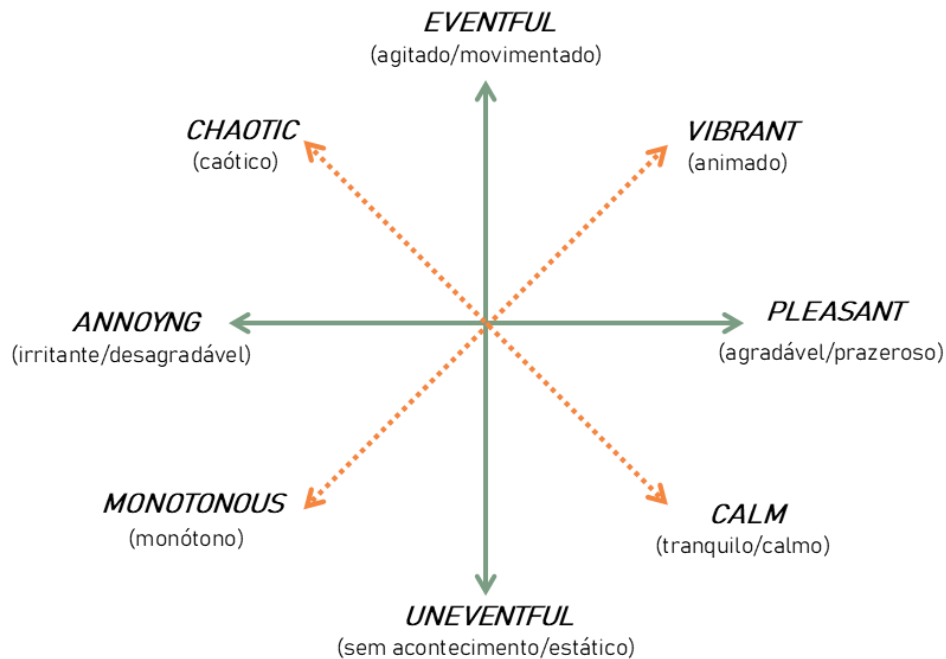 EVENTFUL
(agitado/movimentado)
CHAOTIC
(caótico)
VIBRANT
(animado)
ANNOYNG
(irritante/desagradável)
PLEASANT
(agradável/prazeroso)
MONOTONOUS
(monótono)
CALM
(tranquilo/calmo)
UNEVENTFUL
(sem acontecimento/estático)